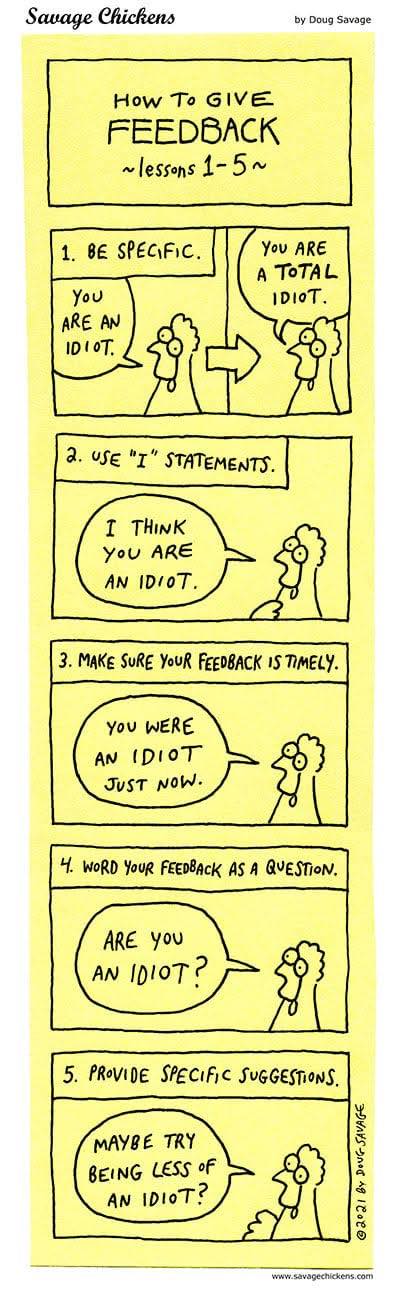 Savage Chickens
by Doug Savage
HOW TO GIVE
FEEDBACK
~lessons 1-5~
1. BE SPECIFIC.
YOU
ARE AN
IDIOT.
YOU ARE
A TOTAL
IDIOT.
2. USE "I" STATEMENTS.
I THINK
YOU ARE
AN IDIOT.
3. MAKE SURE YOUR FEEDBACK IS TIMELY.
YOU WERE
AN IDIOT
JUST NOW.
4. WORD YOUR FEEDBACK AS A QUESTION.
ARE YOU
AN IDIOT?
5. PROVIDE SPECIFIC SUGGESTIONS.
MAYBE TRY
BEING LESS OF
AN IDIOT?
©2021 BY DOUG SAVAGE
www.savagechickens.com